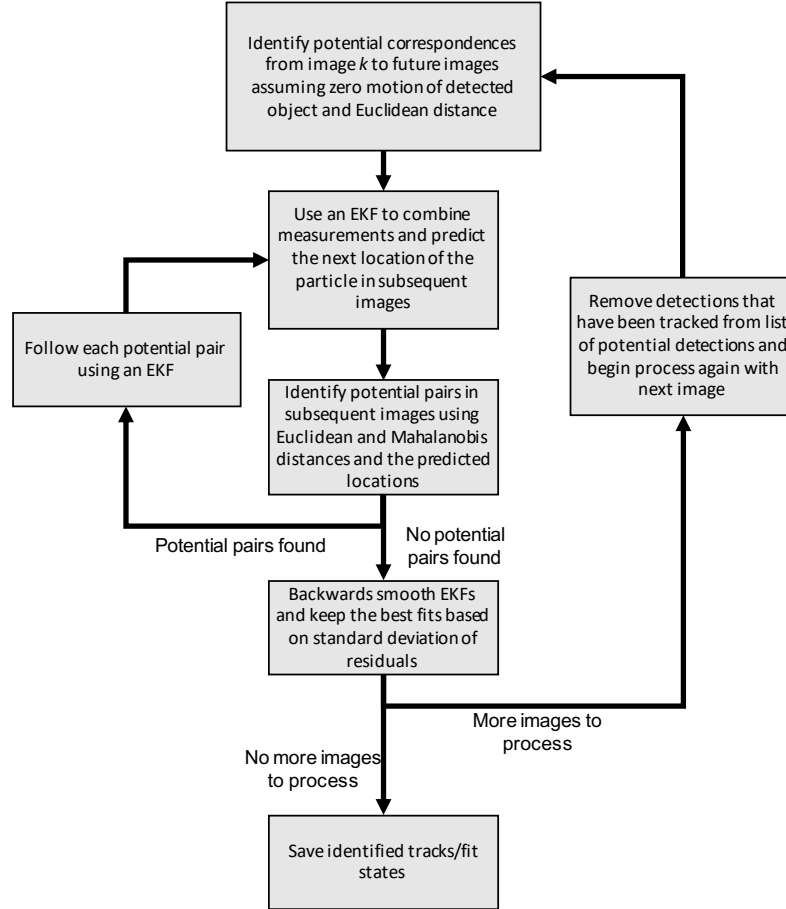 Identify potential correspondences
from image k to future images
assuming zero motion of detected
object and Euclidean distance
Use an EKF to combine
measurements and predict
the next location of the
particle in subsequent
images
Follow each potential pair
using an EKF
Remove detections that
have been tracked from list
of potential detections and
begin process again with
next image
Identify potential pairs in
subsequent images using
Euclidean and Mahalanobis
distances and the predicted
locations
Potential pairs found
No potential
pairs found
Backwards smooth EKFs
and keep the best fits based
on standard deviation of
residuals
More images to
process
No more images
to process
Save identified tracks/fit
states